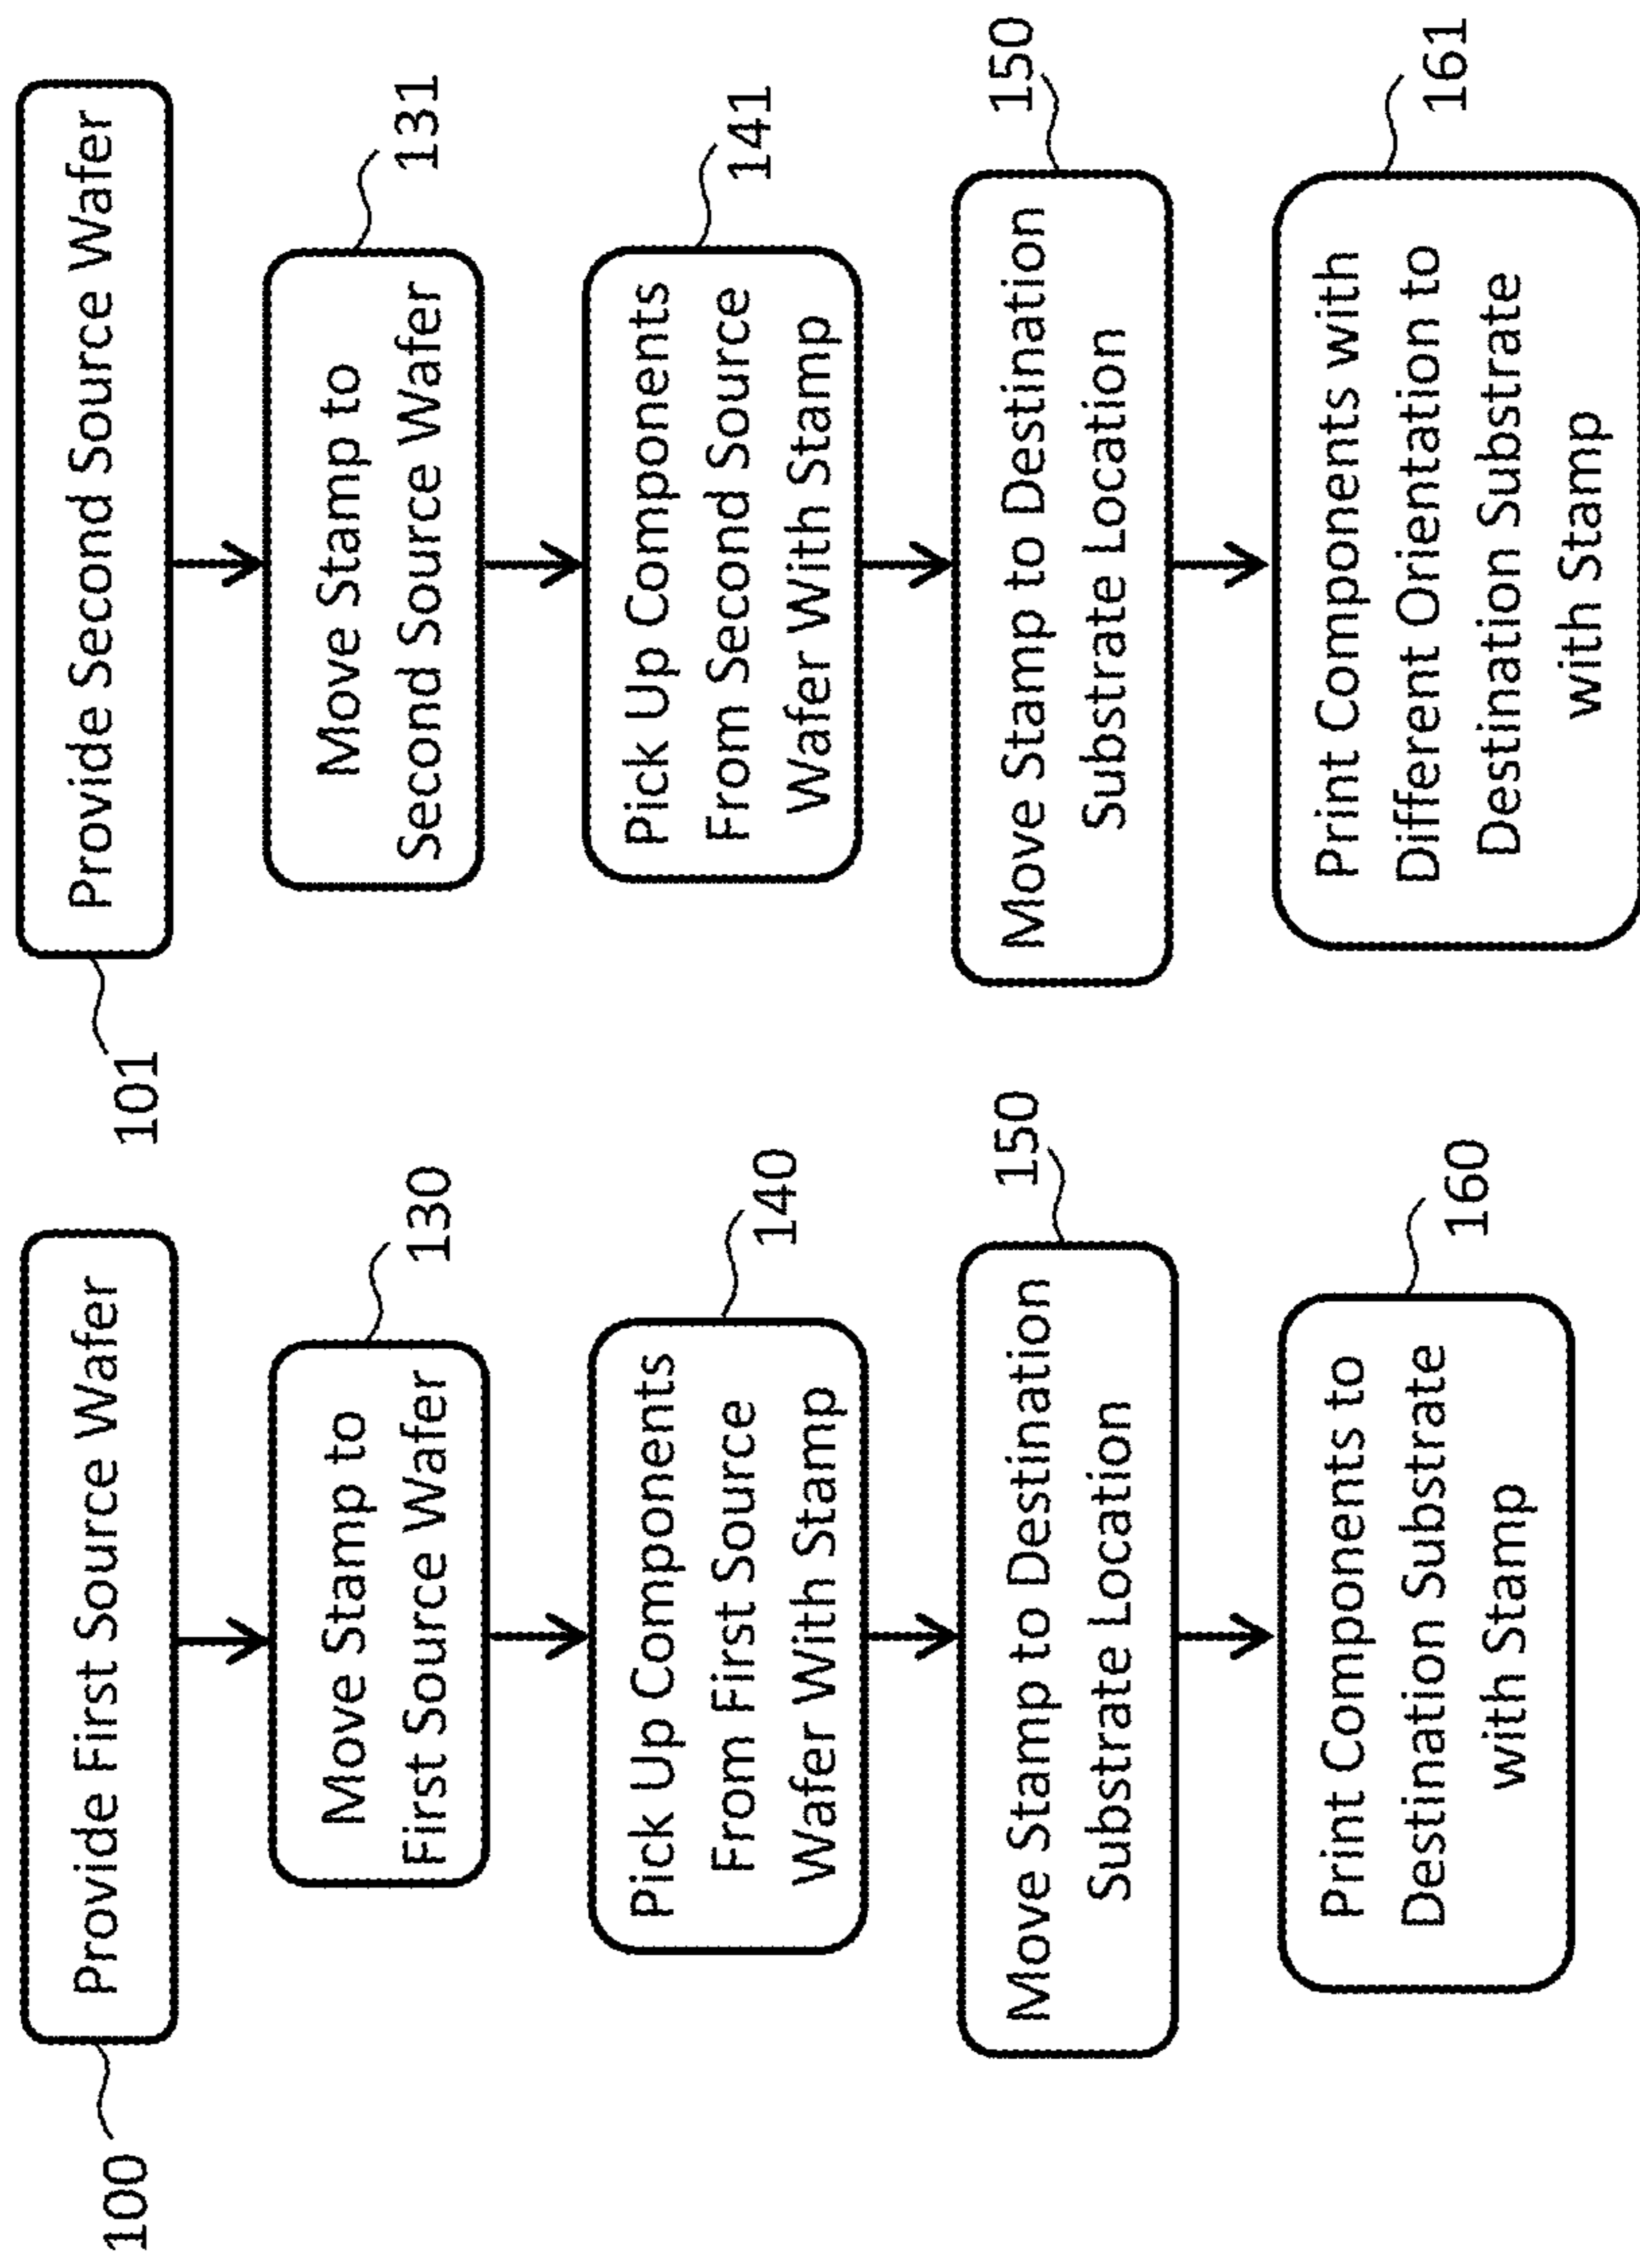 100
Provide First Source Wafer
130
Move Stamp to
First Source Wafer
140
Pick Up Components
From First Source
Wafer With Stamp
150
Move Stamp to Destination
Substrate Location
160
Print Components to
Destination Substrate
with Stamp
101
Provide Second Source Wafer
131
Move Stamp to
Second Source Wafer
141
Pick Up Components
From Second Source
Wafer With Stamp
150
Move Stamp to Destination
Substrate Location
161
Print Components with
Different Orientation to
Destination Substrate
with Stamp